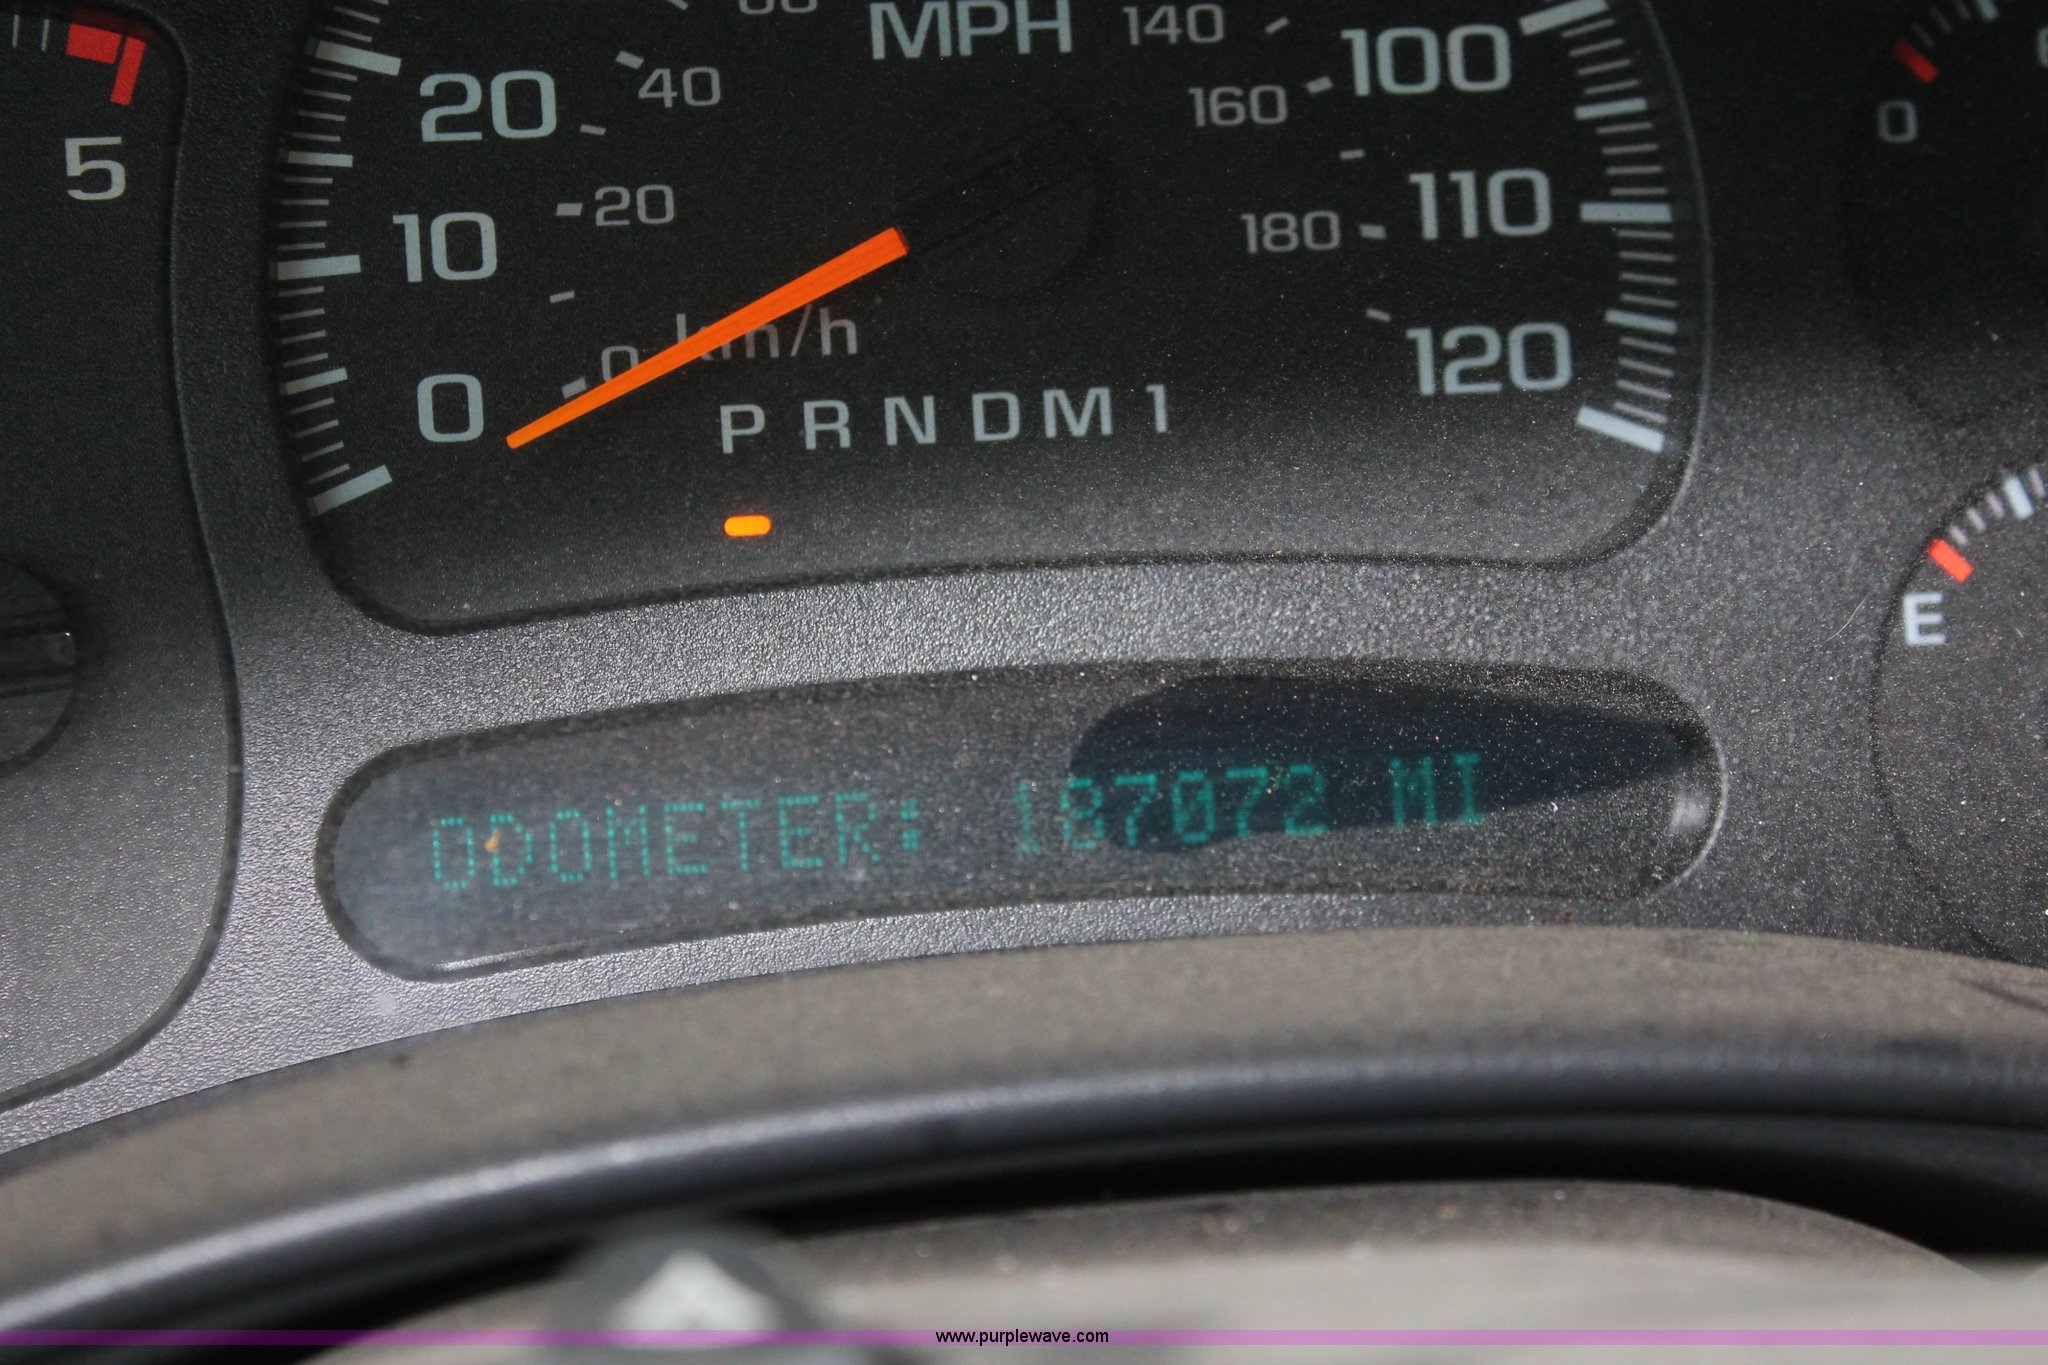 MPH 140
20 40 160 100
5
10 20 180 110
0
km/h
0 0 120
P R N D M 1
E
ODOMETER: 187072 MI
www.purplewave.com